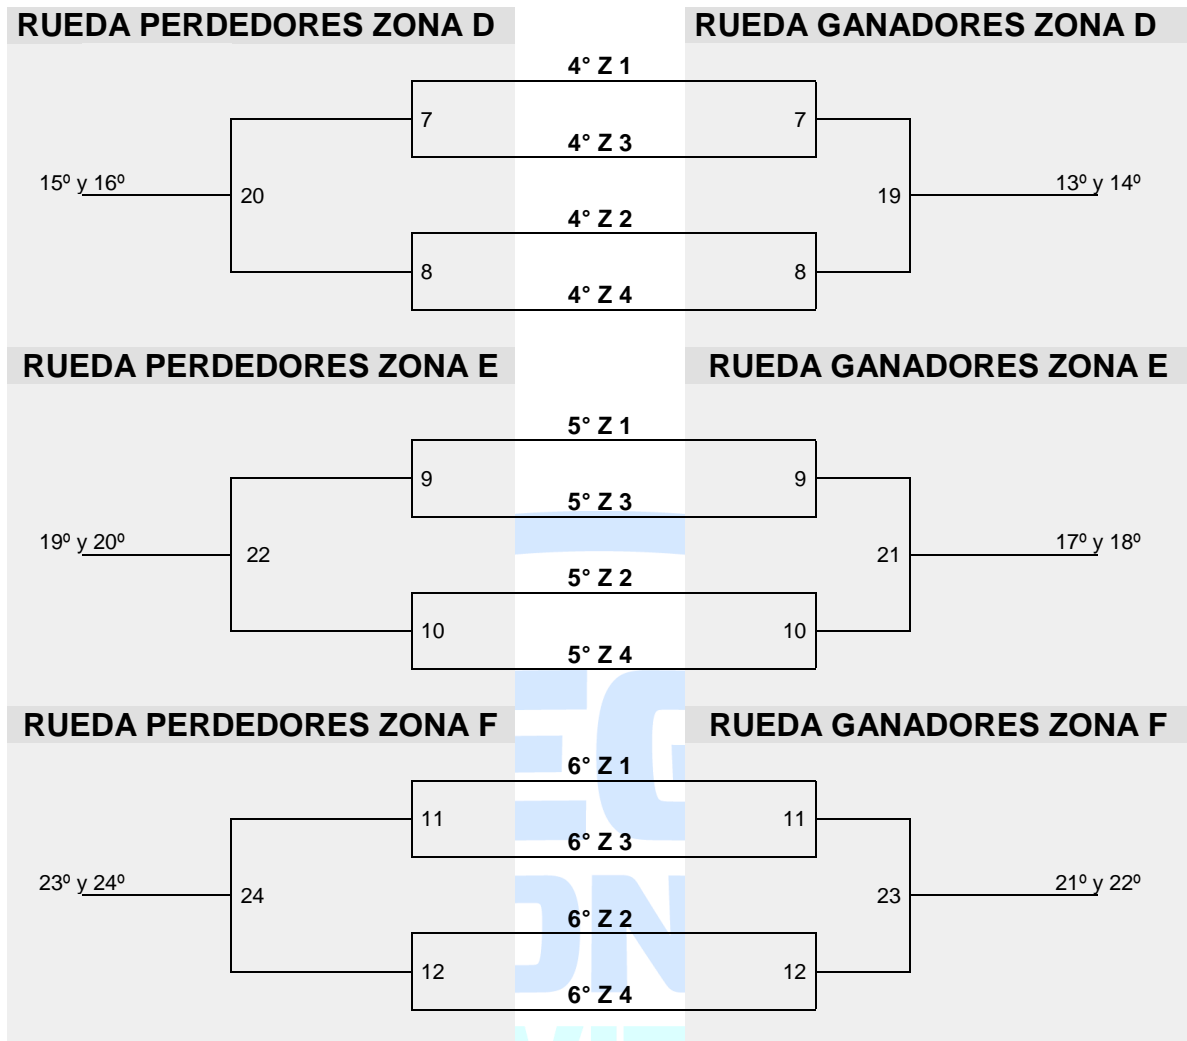 RUEDA PERDEDORES ZONA D
RUEDA GANADORES ZONA D
4° Z 1
7
7
4° Z 3
15º y 16º
20
19
13º y 14º
4° Z 2
8
8
4° Z 4
RUEDA PERDEDORES ZONA E
RUEDA GANADORES ZONA E
5° Z 1
9
9
5° Z 3
19º y 20º
22
21
17º y 18º
5° Z 2
10
10
5° Z 4
RUEDA PERDEDORES ZONA F
RUEDA GANADORES ZONA F
6° Z 1
11
11
6° Z 3
23º y 24º
24
23
21º y 22º
6° Z 2
12
12
6° Z 4